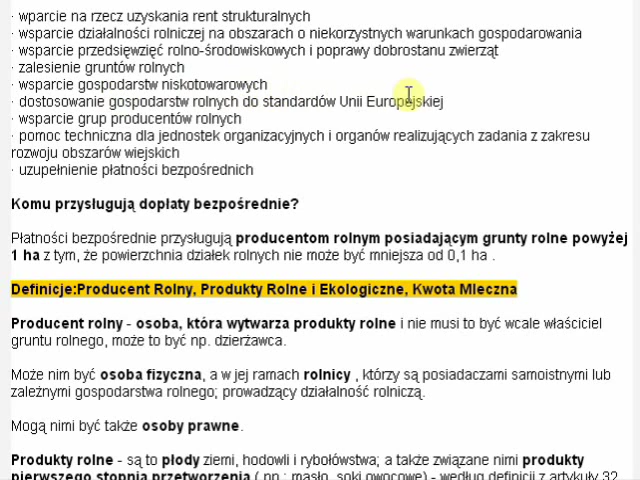 · wparcie na rzecz uzyskania rent strukturalnych
· wsparcie działalności rolniczej na obszarach o niekorzystnych warunkach gospodarowania
· wsparcie przedsięwzięć rolno-środowiskowych i poprawy dobrostanu zwierząt
· zalesienie gruntów rolnych
· wsparcie gospodarstw niskotowarowych
· dostosowanie gospodarstw rolnych do standardów Unii Europejskiej
· wsparcie grup producentów rolnych
· pomoc techniczna dla jednostek organizacyjnych i organów realizujących zadania z zakresu
rozwoju obszarów wiejskich
· uzupełnienie płatności bezpośrednich
Komu przysługują dopłaty bezpośrednie?
Płatności bezpośrednie przysługują producentom rolnym posiadającym grunty rolne powyżej
1 ha z tym, że powierzchnia działek rolnych nie może być mniejsza od 0,1 ha .
Definicje:Producent Rolny, Produkty Rolne i Ekologiczne, Kwota Mleczna
Producent rolny - osoba, która wytwarza produkty rolne i nie musi to być wcale właściciel
gruntu rolnego, może to być np. dzierżawca.
Może nim być osoba fizyczna, a w jej ramach rolnicy , którzy są posiadaczami samoistnymi lub
zależnymi gospodarstwa rolnego; prowadzący działalność rolniczą.
Mogą nimi być także osoby prawne.
Produkty rolne - są to płody ziemi, hodowli i rybołówstwa; a także związane nimi produkty
pierwszego stopnia przetworzenia ( np.: masło, soki owocowe) - według definicji z artykuły 32